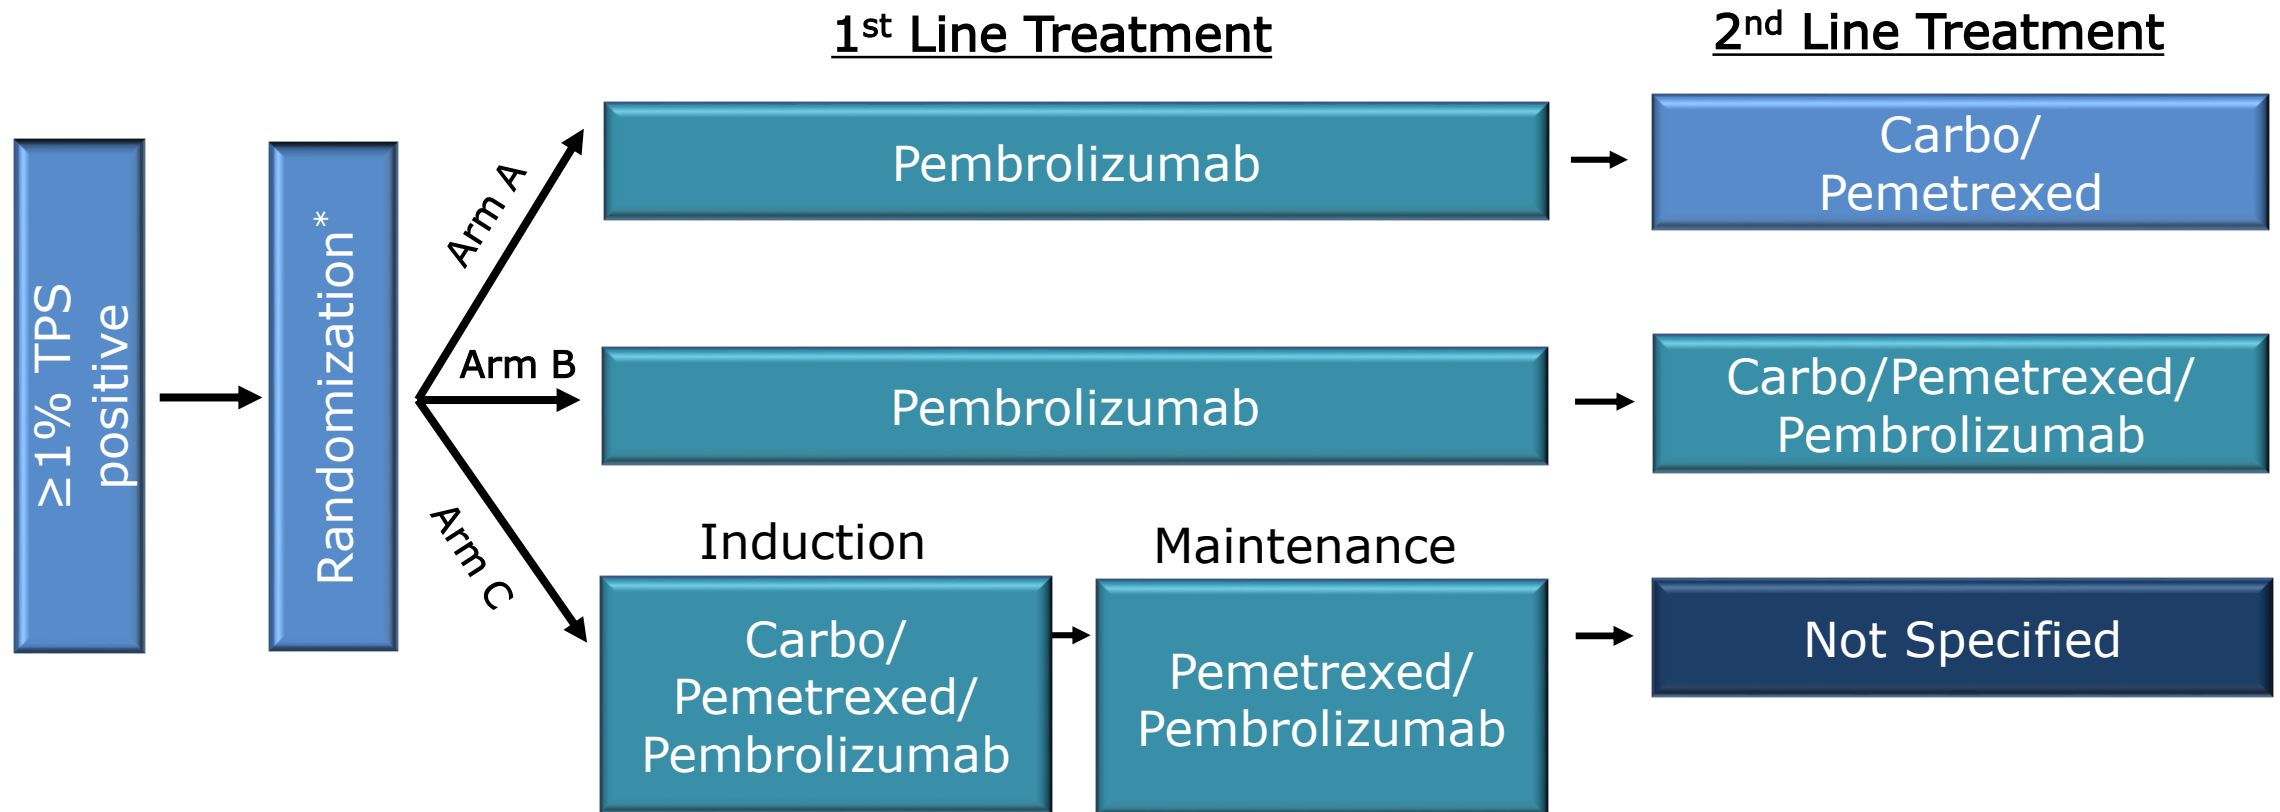 1st Line Treatment
2nd Line Treatment
≥1% TPS
positive
Randomization*
Arm A
Pembrolizumab
Carbo/
Pemetrexed
Arm B
Pembrolizumab
Carbo/Pemetrexed/
Pembrolizumab
Arm C
Induction
Carbo/
Pemetrexed/
Pembrolizumab
Maintenance
Pemetrexed/
Pembrolizumab
Not Specified